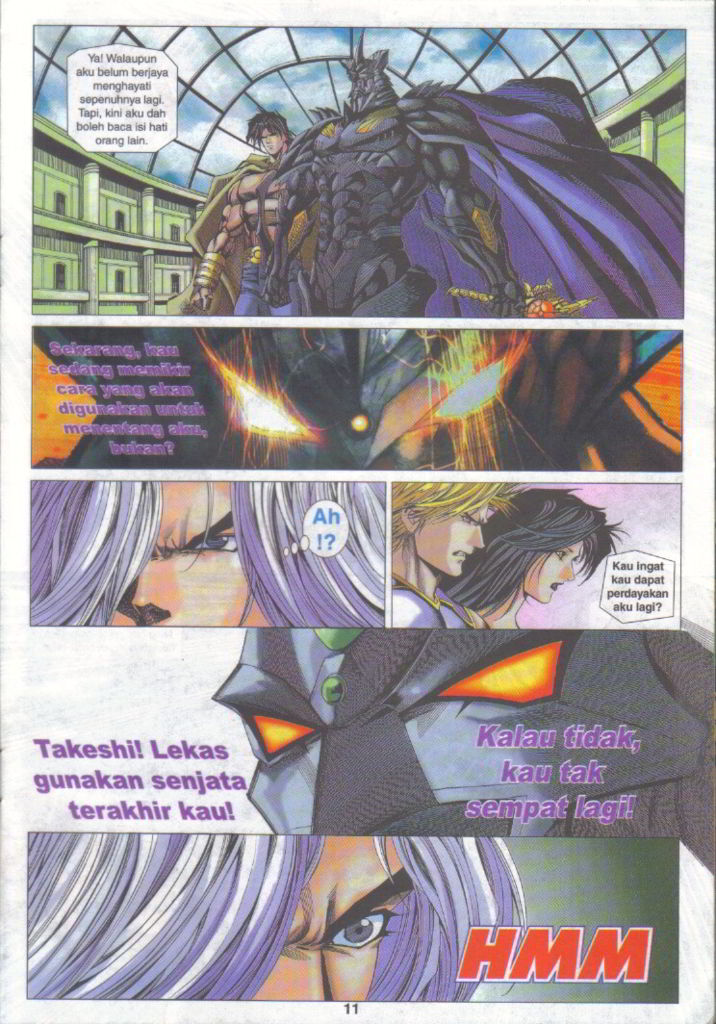 Ya! Walaupun
aku belum berjaya
menghayati
sepenuhnya lagi.
Tapi, kini aku dah
boleh baca isi hati
orang lain.
Sekarang, kau
sedang memikir
cara yang akan
digunakan untuk
menentang aku,
bukan?
Ah
!?
Kau ingat
kau dapat
perdayakan
aku lagi?
Takeshi! Lekas
gunakan senjata
terakhir kau!
Kalau tidak,
kau tak
sempat lagi!
HMM
11